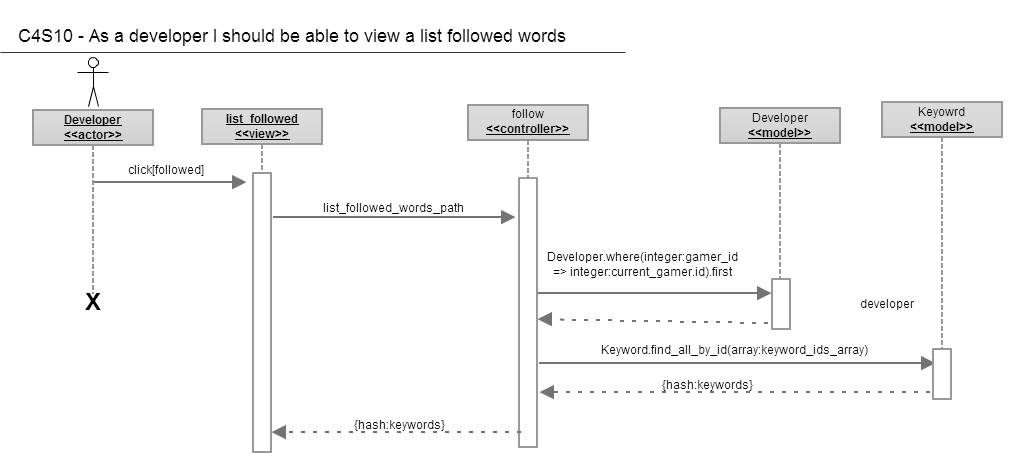 C4S10 - As a developer I should be able to view a list followed words
Developer
<<actor>>
list_followed
<<view>>
follow
<<controller>>
Developer
<<model>>
Keyowrd
<<model>>
click[followed]
list_followed_words_path
Developer.where(integer:gamer_id
=> integer:current_gamer.id).first
X
developer
Keyword.find_all_by_id(array:keyword_ids_array)
{hash:keywords}
{hash:keywords}